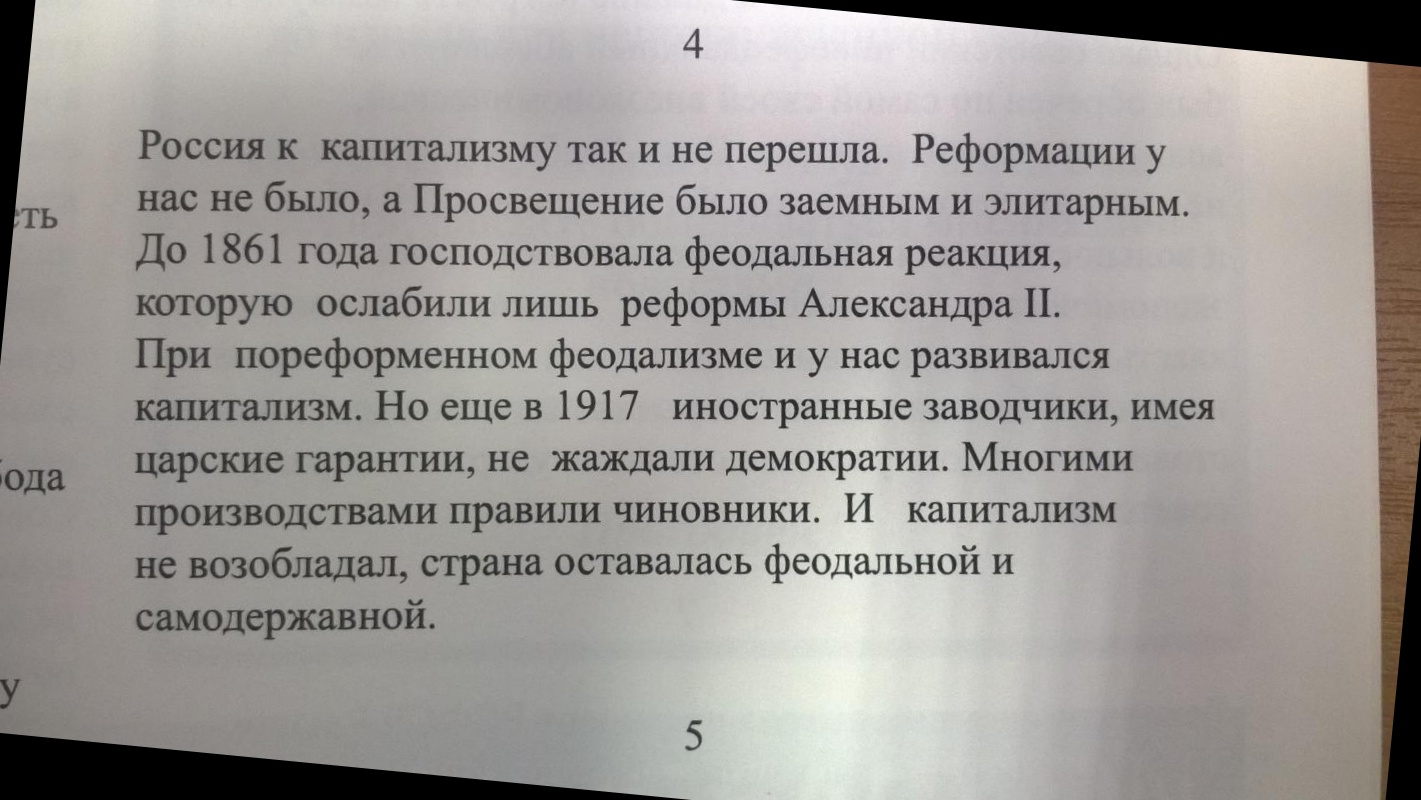 4
Россия к капитализму так и не перешла. Реформации у
нас не было, а Просвещение было заемным и элитарным.
До 1861 года господствовала феодальная реакция,
которую ослабили лишь реформы Александра II.
При пореформенном феодализме и у нас развивался
капитализм. Но еще в 1917 иностранные заводчики, имея
царские гарантии, не жаждали демократии. Многими
производствами правили чиновники. И капитализм
не возобладал, страна оставалась феодальной и
самодержавной.
5